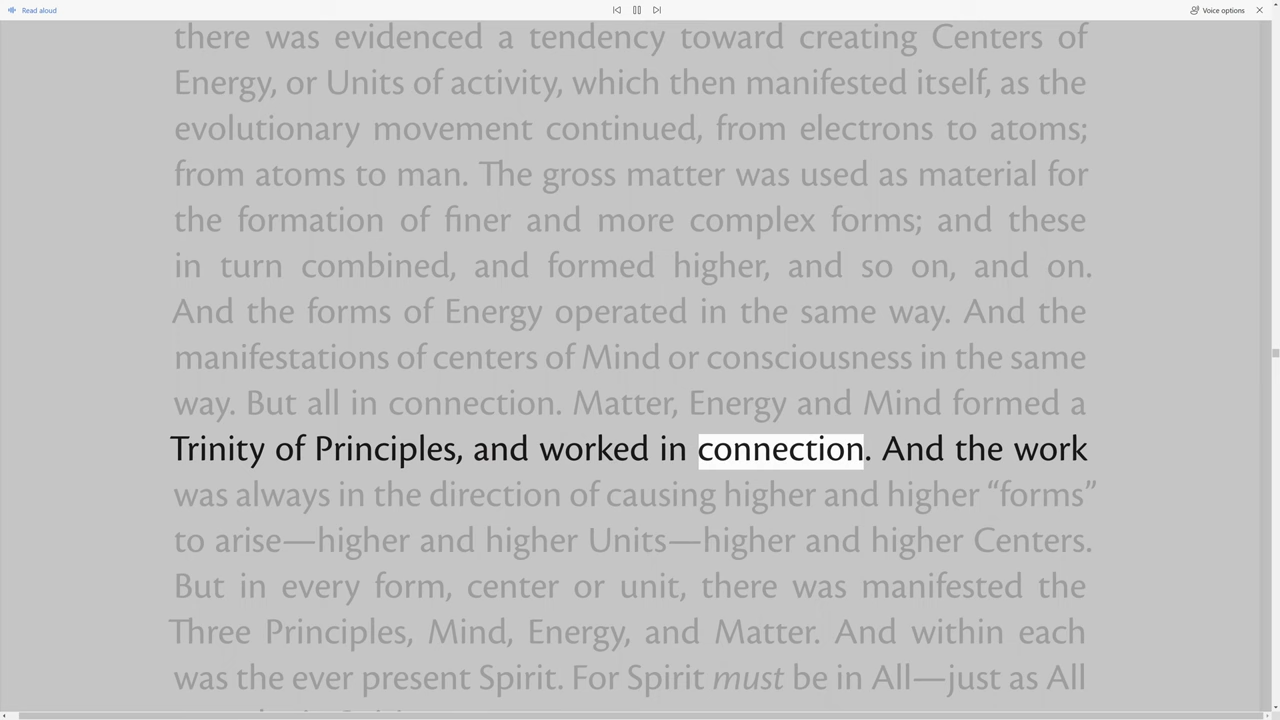 Read aloud
Voice options
there was evidenced a tendency toward creating Centers of
Energy, or Units of activity, which then manifested itself, as the
evolutionary movement continued, from electrons to atoms;
from atoms to man. The gross matter was used as material for
the formation of finer and more complex forms; and these
in turn combined, and formed higher, and so on, and on.
And the forms of Energy operated in the same way. And the
manifestations of centers of Mind or consciousness in the same
way. But all in connection. Matter, Energy and Mind formed a
Trinity of Principles, and worked in connection. And the work
was always in the direction of causing higher and higher “forms”
to arise—higher and higher Units—higher and higher Centers.
But in every form, center or unit, there was manifested the
Three Principles, Mind, Energy, and Matter. And within each
was the ever present Spirit. For Spirit must be in All—just as All